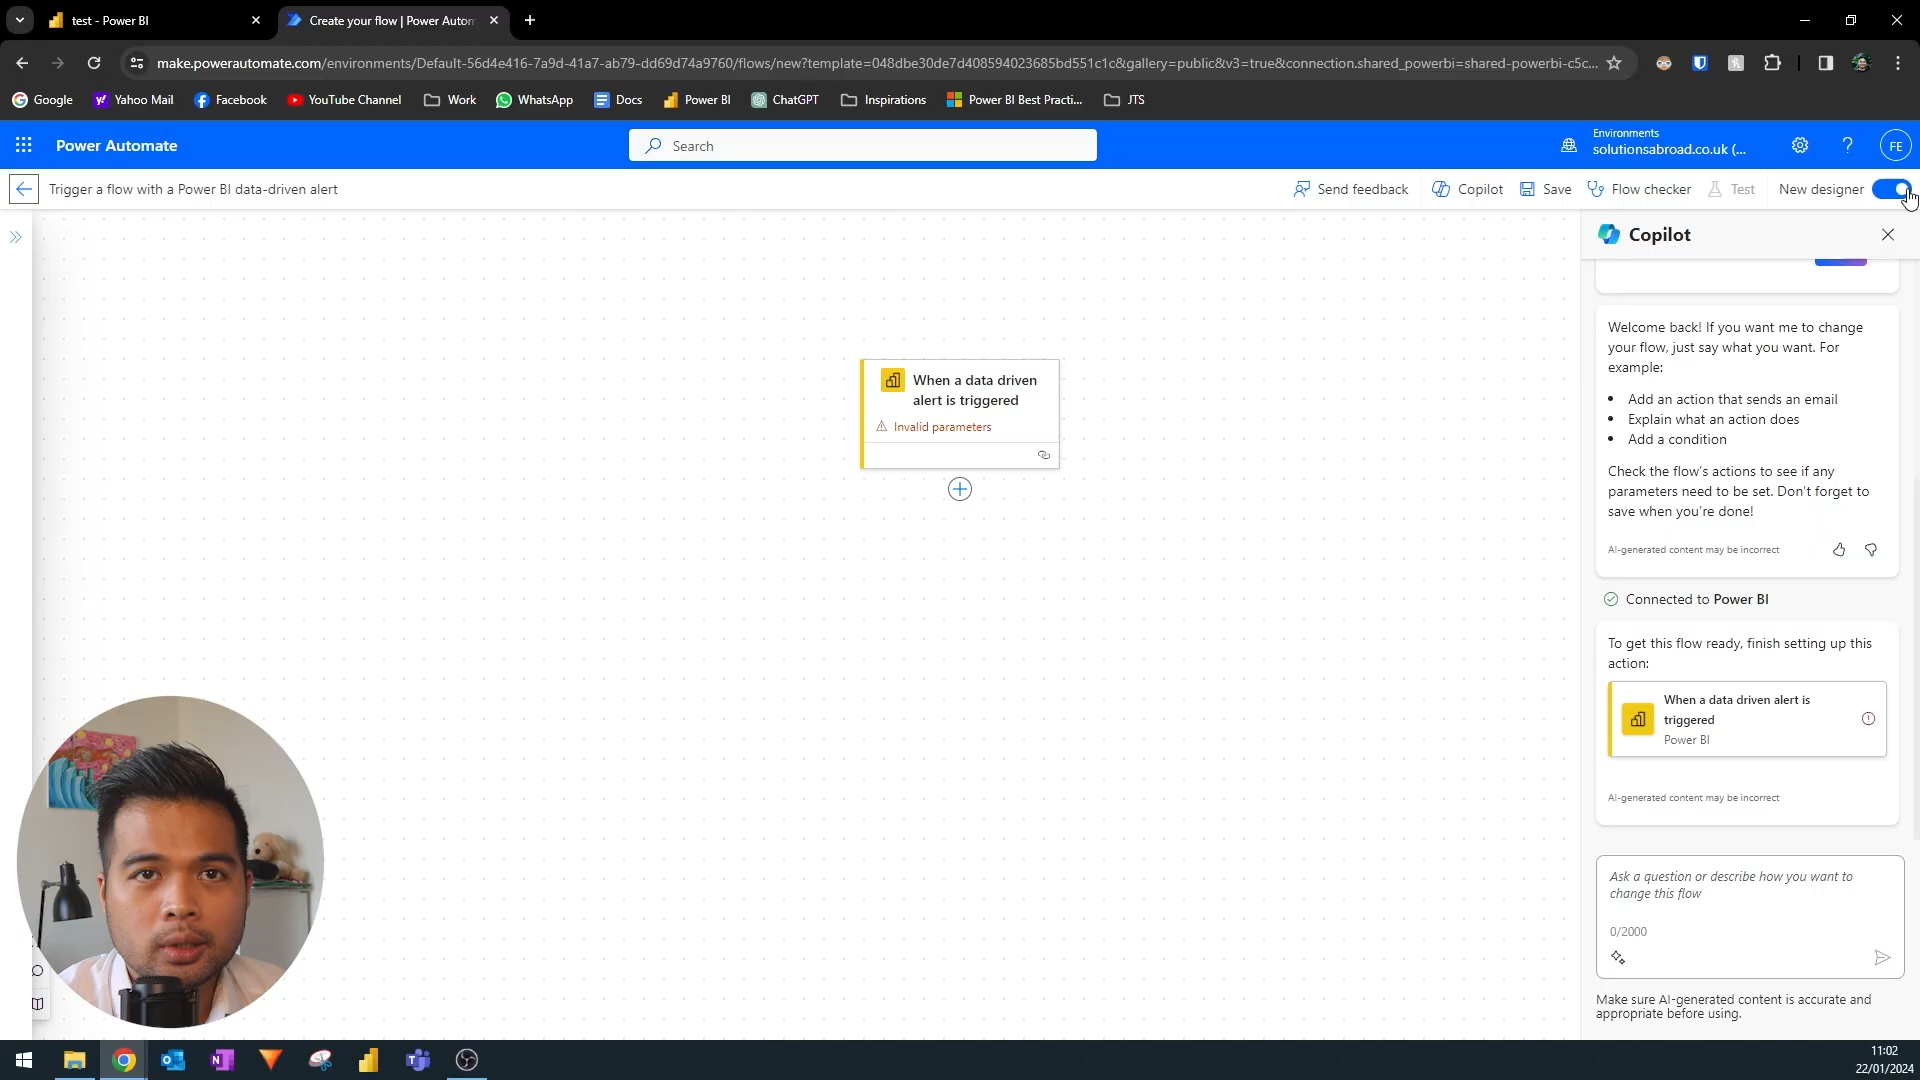 test - Power BI
Create your flow | Power Autom
make.powerautomate.com/environments/Default-56d4e416-7a9d-41a7-ab79-dd69d74a9760/flows/new?template=048dbe30de7d408594023685bd551c1c&gallery=public&v3=true&connection.shared_powerbi=shared-powerbi-c5c...
Google
Yahoo Mail
Facebook
YouTube Channel
Work
WhatsApp
Docs
Power BI
ChatGPT
Inspirations
Power BI Best Practi...
JTS
Power Automate
Search
Environments
solutionsabroad.co.uk (...
FE
Trigger a flow with a Power BI data-driven alert
Send feedback
Copilot
Save
Flow checker
Test
New designer
Copilot
When a data driven
alert is triggered
Invalid parameters
Welcome back! If you want me to change
your flow, just say what you want. For
example:
• Add an action that sends an email
• Explain what an action does
• Add a condition
Check the flow's actions to see if any
parameters need to be set. Don't forget to
save when you're done!
AI-generated content may be incorrect
Connected to Power BI
To get this flow ready, finish setting up this
action:
When a data driven alert is
triggered
Power BI
AI-generated content may be incorrect
Ask a question or describe how you want to
change this flow
0/2000
Make sure AI-generated content is accurate and
appropriate before using.
11:02
22/01/2024